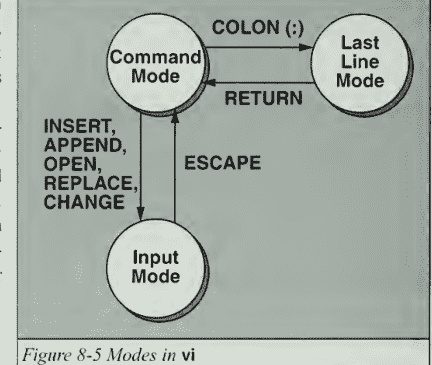 COLON (:)
Command
Mode
Last
Line
Mode
RETURN
INSERT,
APPEND,
OPEN,
REPLACE,
CHANGE
ESCAPE
Input
Mode
Figure 8-5 Modes in vi